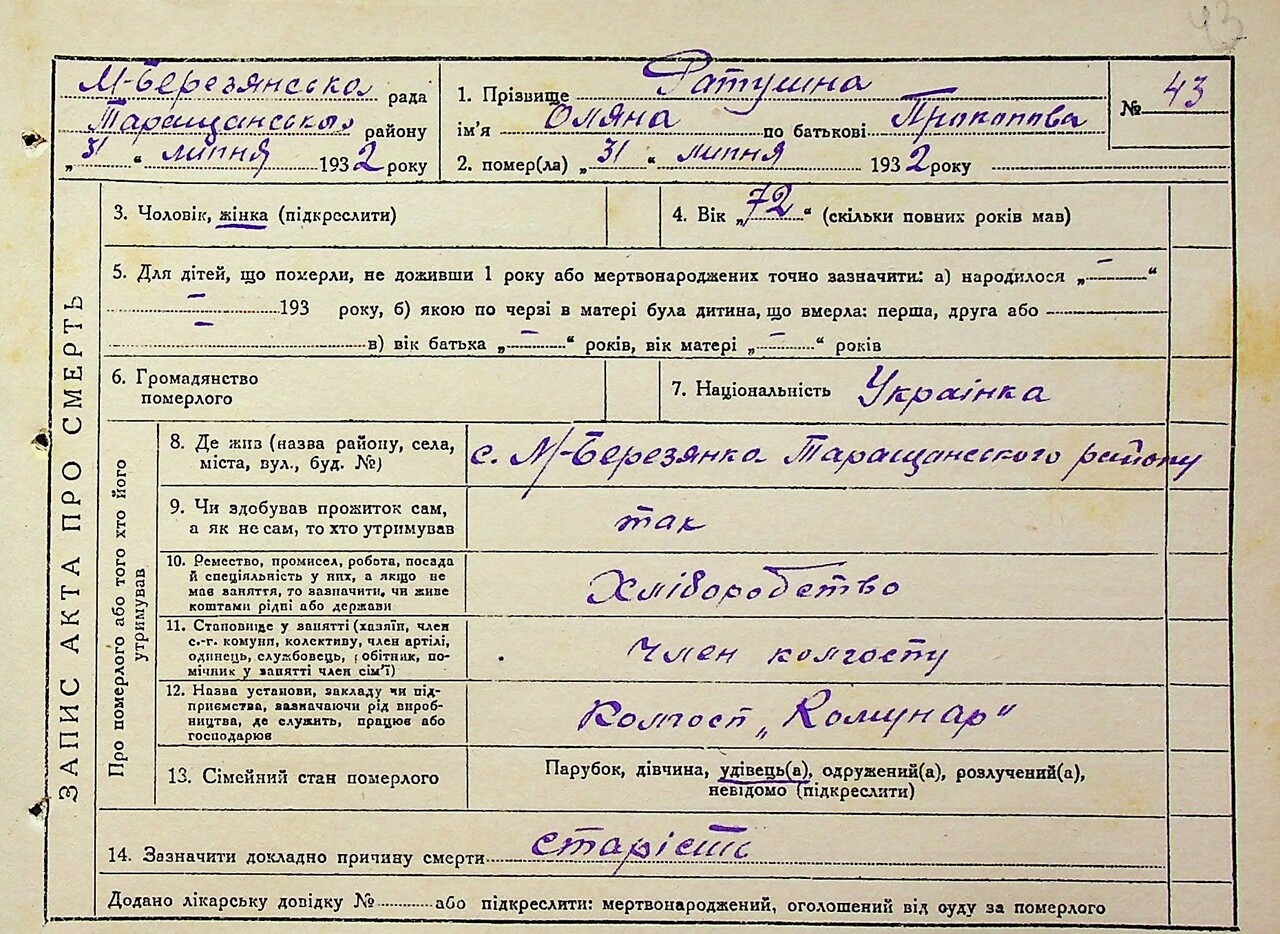 43
М-Березянська рада
Таращанського району
„31“ липня 1932 року
1. Прізвище Ратушна
ім'я Оляна по батькові Прокопова
2. помер(ла) „31“ липня 1932 року
№ 43
ЗАПИС АКТА ПРО СМЕРТЬ
3. Чоловік, жінка (підкреслити)
4. Вік „72“ (скільки повних років мав)
5. Для дітей, що померли, не доживши 1 року або мертвонароджених точно зазначити: а) народилося „–“
– 193 року, б) якою по черзі в матері була дитина, що вмерла: перша, друга або
– в) вік батька „–“ років, вік матері „–“ років
6. Громадянство
померлого
7. Національність Українка
Про померлого або того хто його
утримував
8. Де жив (назва району, села,
міста, вул., буд. №)
с. М-Березянка Таращанського району
9. Чи здобував прожиток сам,
а як не сам, то хто утримував
так
10. Ремество, промисел, робота, посада
й спеціяльність у них, а якщо не
має заняття, то зазначити, чи живе
коштами рідні або держави
Хліборобство
11. Становище у занятті (хазяїн, член
с.-г. комуни, колективу, член артілі,
одинець, службовець, робітник, по-
мічник у занятті член сім'ї)
Член колгоспу
12. Назва установи, закладу чи під-
приємства, зазначаючи рід вироб-
ництва, де служить, працює або
господарює
Колгосп „Комунар"
13. Сімейний стан померлого
Парубок, дівчина, удівець(а), одружений(а), розлучений(а),
невідомо (підкреслити)
14. Зазначити докладно причину смерти старість
Додано лікарську довідку № або підкреслити: мертвонароджений, оголошений від суду за померлого